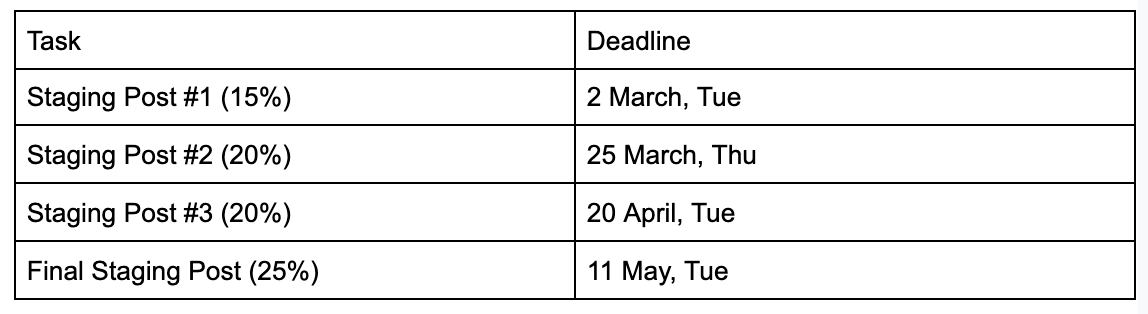 Task Deadline
Staging Post #1 (15%) 2 March, Tue
Staging Post #2 (20%) 25 March, Thu
Staging Post #3 (20%) 20 April, Tue
Final Staging Post (25%) 11 May, Tue